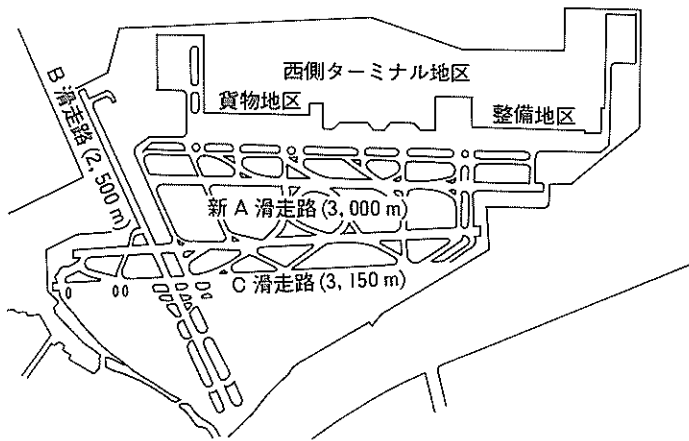 西側ターミナル地区
貨物地区
整備地区
B 滑走路(2,500 m)
新 A 滑走路(3,000 m)
C 滑走路(3,150 m)